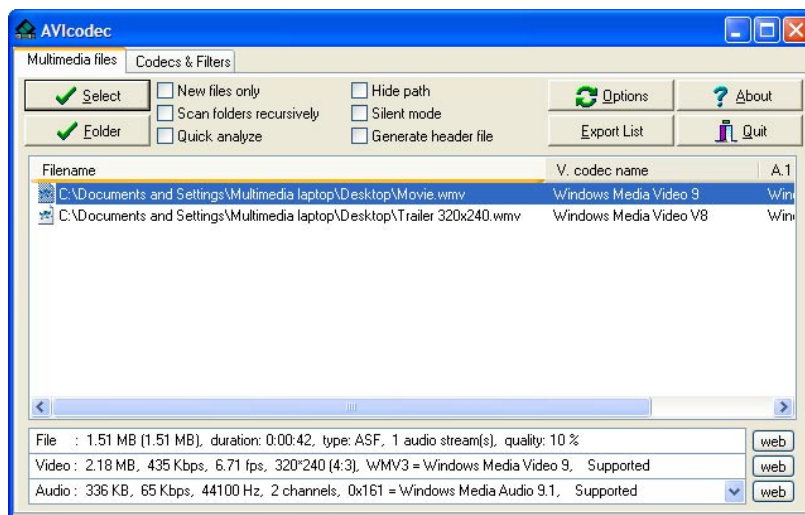 AVIcodec
Multimedia files Codecs & Filters
Select New files only Hide path Options About
Scan folders recursively Silent mode
Folder Quick analyze Generate header file Export List Quit
Filename V. codec name A.1
C:\Documents and Settings\Multimedia laptop\Desktop\Movie.wmv Windows Media Video 9 Win
C:\Documents and Settings\Multimedia laptop\Desktop\Trailer 320x240.wmv Windows Media Video V8 Win
File : 1.51 MB (1.51 MB), duration: 0:00:42, type: ASF, 1 audio stream(s), quality: 10 % web
Video : 2.18 MB, 435 Kbps, 6.71 fps, 320*240 (4:3), WMV3 = Windows Media Video 9, Supported web
Audio : 336 KB, 65 Kbps, 44100 Hz, 2 channels, 0x161 = Windows Media Audio 9.1, Supported web